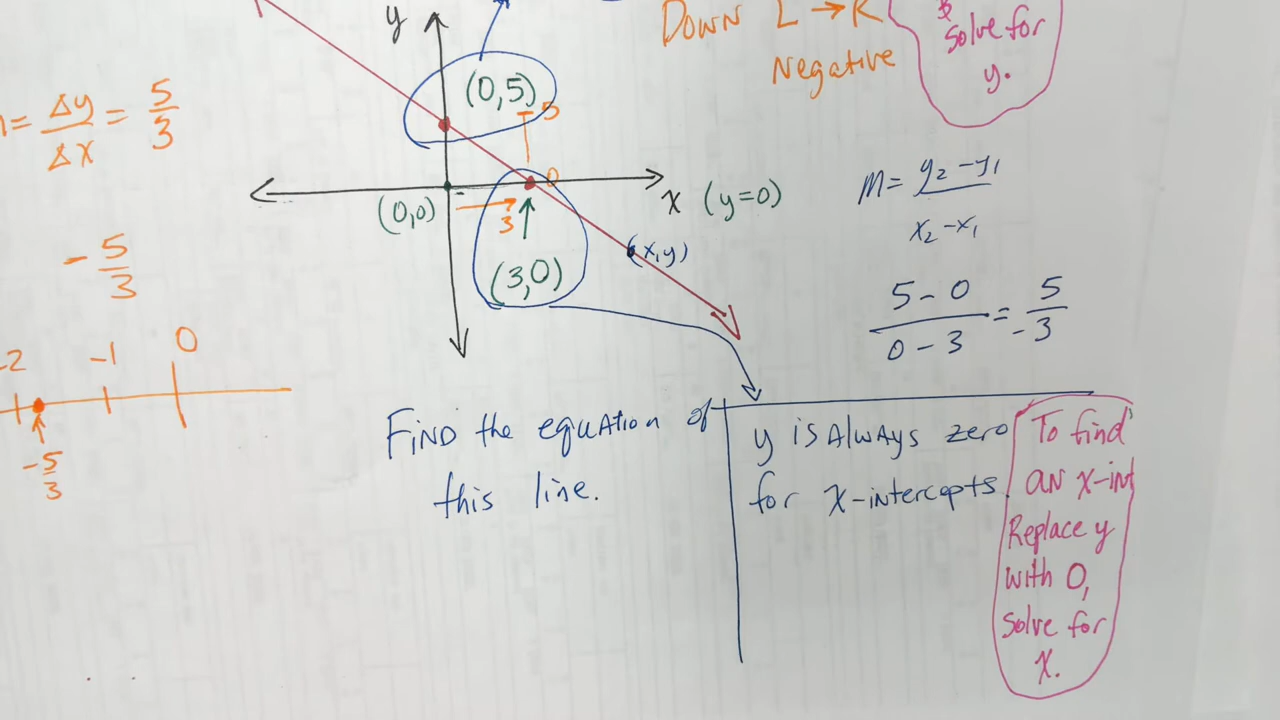 Down L → R
Negative
$
Solve for
y.
y
(0,5)
5
= Δy/Δx = 5/3
0
x (y=0)
(0,0)
3
(3,0)
(x,y)
m = y₂-y₁/x₂-x₁
-5/3
5-0/0-3 = 5/-3
-2 -1 0
-5/3
Find the equation of
this line.
y is Always zero
for x-intercepts.
To find
an x-int
Replace y
with 0,
Solve for
x.